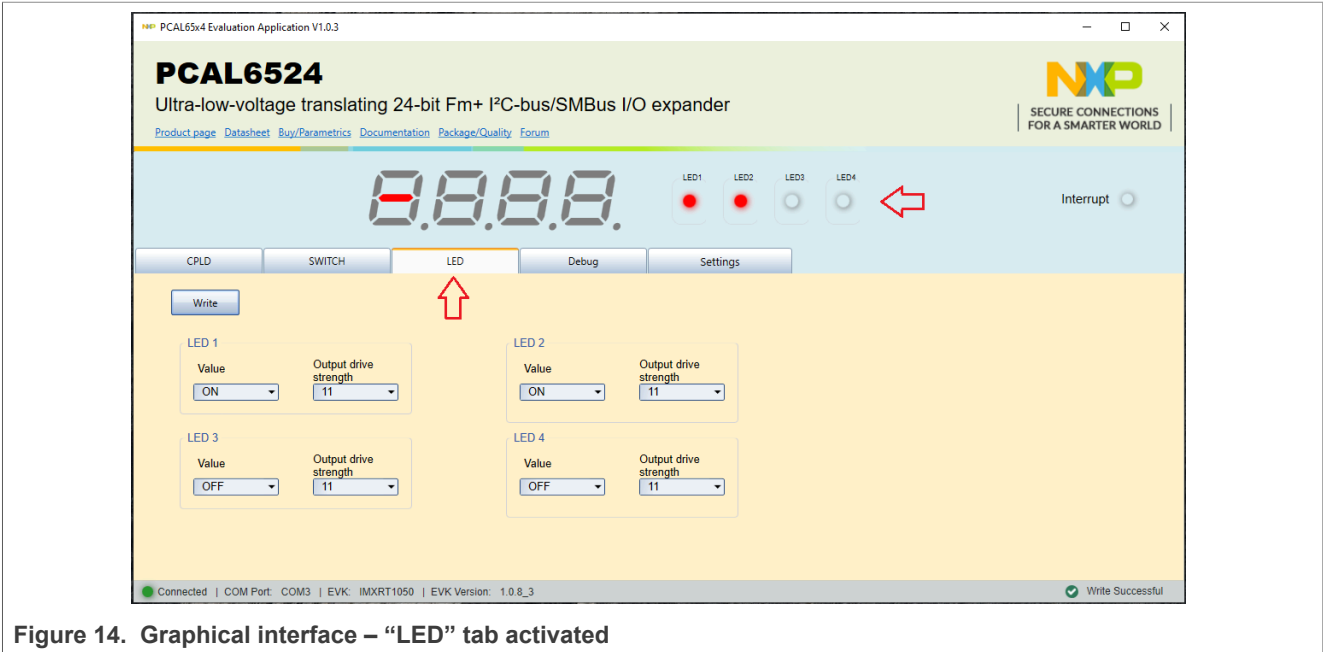 NXP PCAL65x4 Evaluation Application V1.0.3
PCAL6524
Ultra-low-voltage translating 24-bit Fm+ I²C-bus/SMBus I/O expander
Product page Datasheet Buy/Parametrics Documentation Package/Quality Forum
NXP
SECURE CONNECTIONS
FOR A SMARTER WORLD
LED1 LED2 LED3 LED4
Interrupt
CPLD SWITCH LED Debug Settings
Write
LED 1 LED 2
Value Output drive strength Value Output drive strength
ON 11 ON 11
LED 3 LED 4
Value Output drive strength Value Output drive strength
OFF 11 OFF 11
Connected | COM Port: COM3 | EVK: IMXRT1050 | EVK Version: 1.0.8_3 Write Successful
Figure 14. Graphical interface – “LED” tab activated